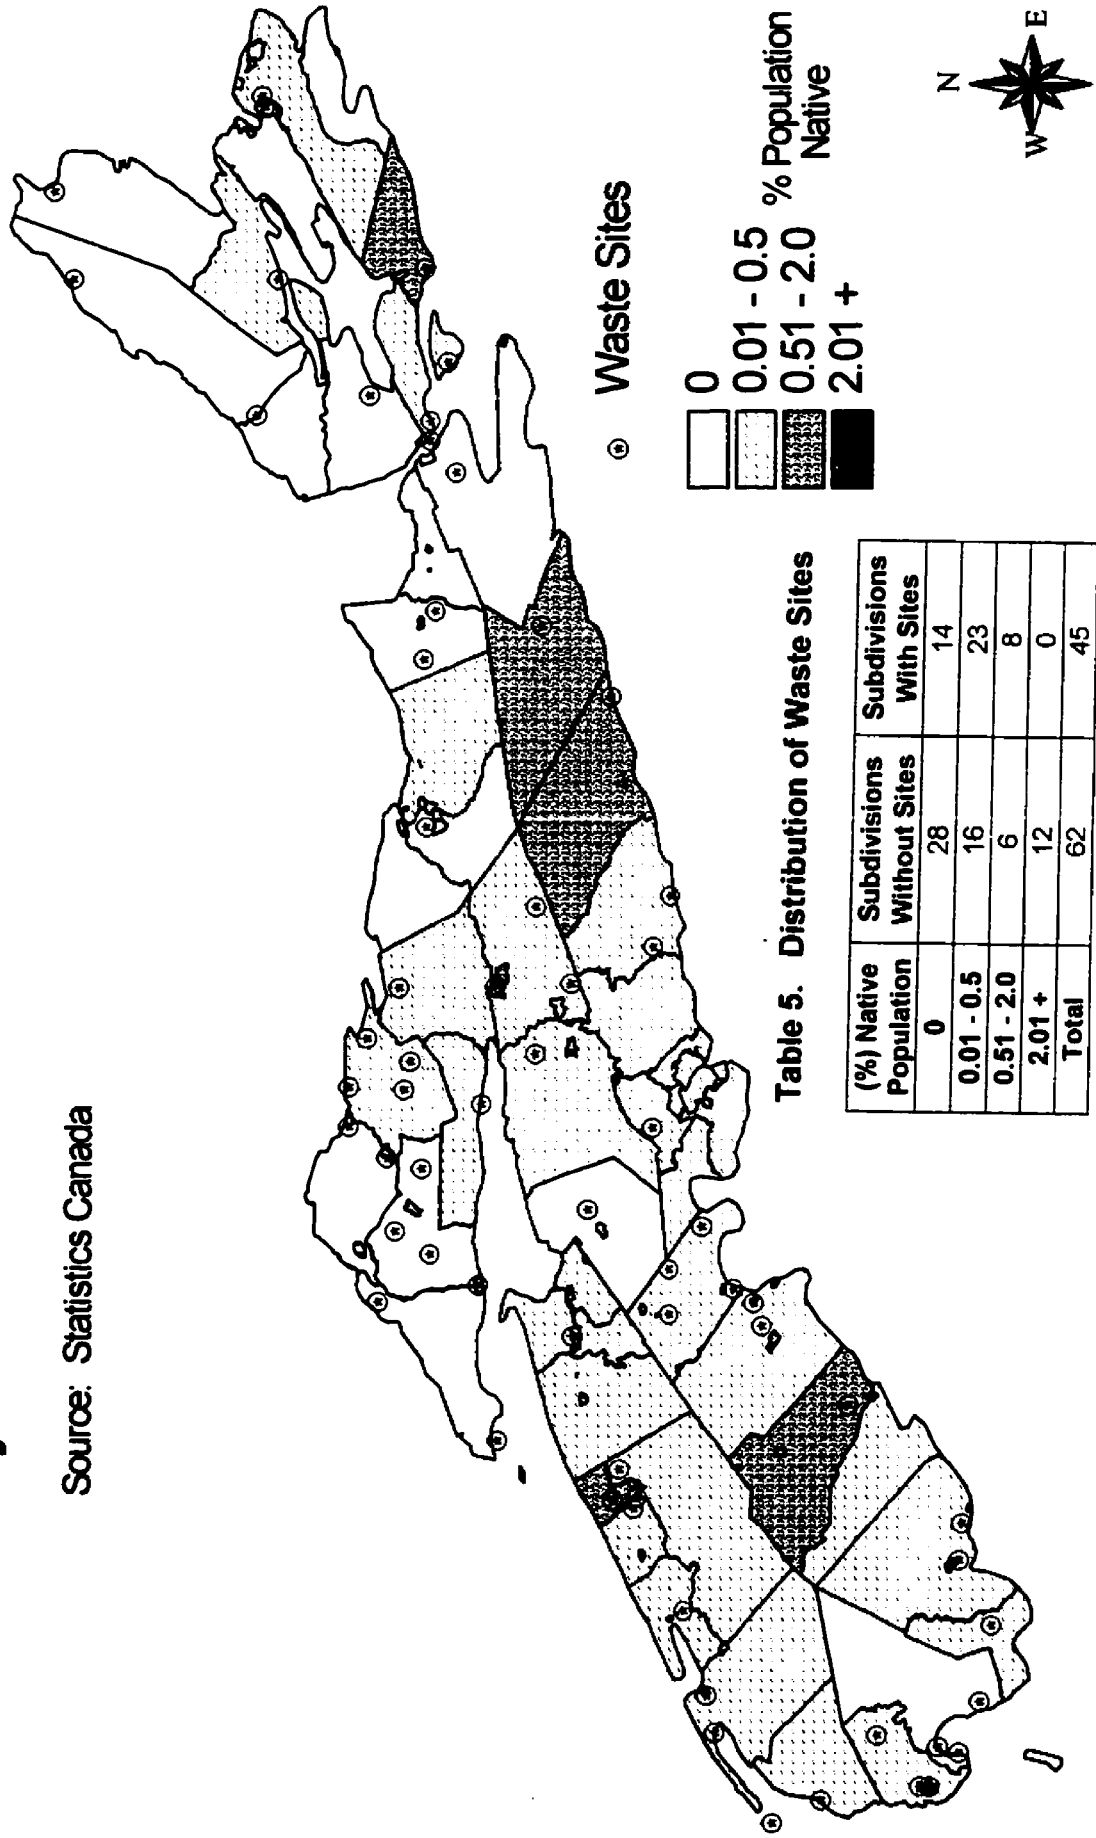 Source: Statistics Canada
Waste Sites
0
0.01 - 0.5
0.51 - 2.0
2.01 +
% Population
Native
N
W E
Table 5. Distribution of Waste Sites
(%) Native Population Subdivisions Without Sites Subdivisions With Sites
0 28 14
0.01 - 0.5 16 23
0.51 - 2.0 6 8
2.01 + 12 0
Total 62 45